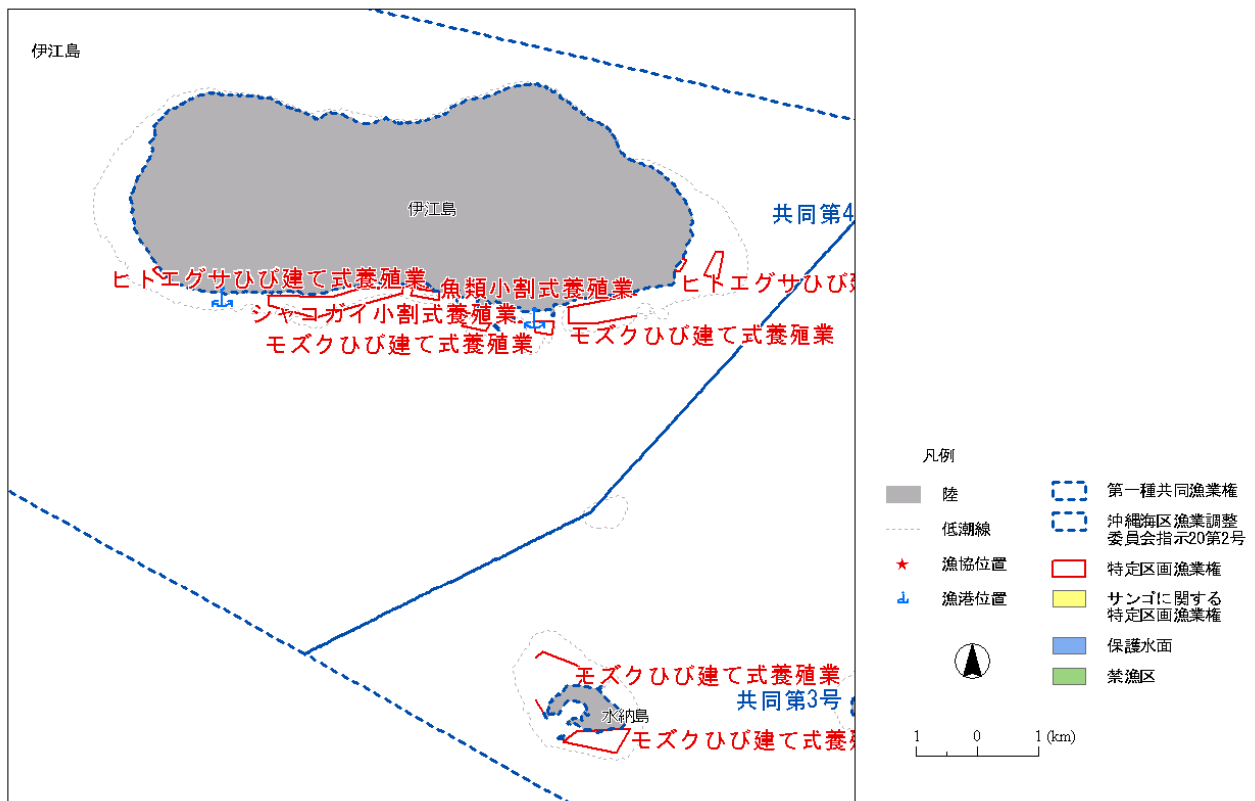 伊江島
伊江島
共同第4
ヒトエグサひび建て式養殖業
魚類小割式養殖業
ヒトエグサひび
シャコガイ小割式養殖業
モズクひび建て式養殖業
モズクひび建て式養殖業
モズクひび建て式養殖業
共同第3号
水納島
モズクひび建て式養
凡例
陸
低潮線
漁協位置
漁港位置
第一種共同漁業権
沖縄海区漁業調整
委員会指示20第2号
特定区画漁業権
サンゴに関する
特定区画漁業権
保護水面
禁漁区
1 0 1 (km)